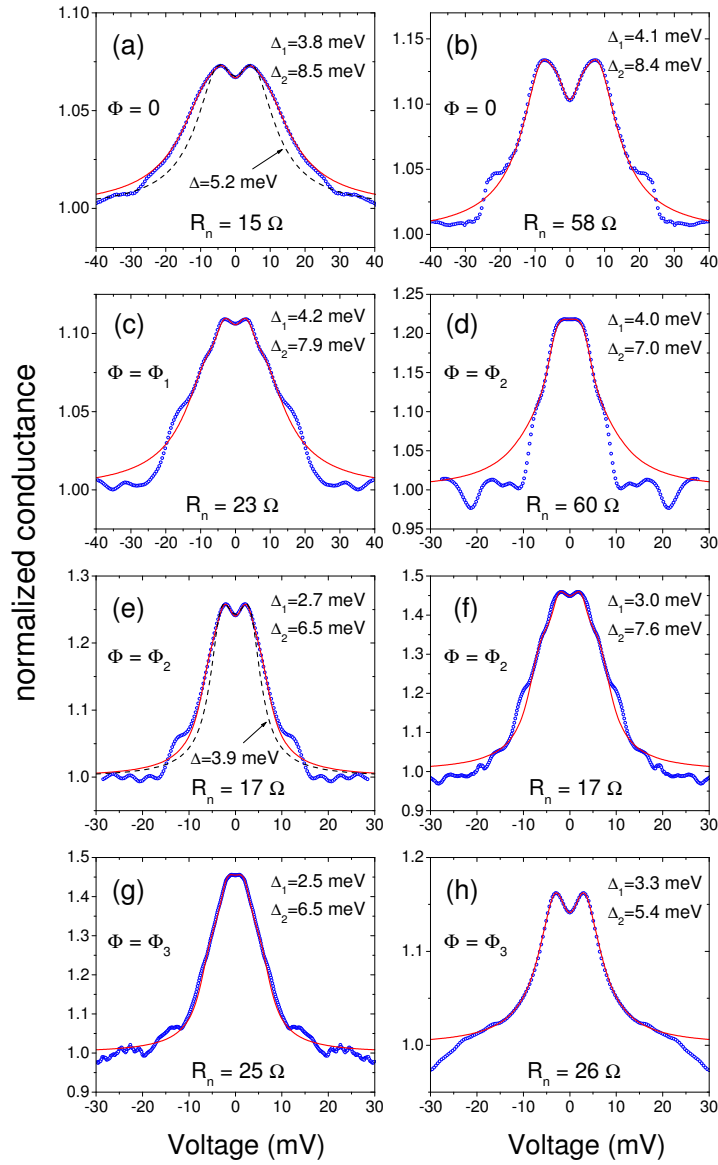 normalized conductance
(a)
Δ₁=3.8 meV
Δ₂=8.5 meV
Φ = 0
Δ=5.2 meV
Rₙ = 15 Ω
1.10
1.05
1.00
-40 -30 -20 -10 0 10 20 30 40
(b)
Δ₁=4.1 meV
Δ₂=8.4 meV
Φ = 0
Rₙ = 58 Ω
1.15
1.10
1.05
1.00
-40 -30 -20 -10 0 10 20 30 40
(c)
Δ₁=4.2 meV
Δ₂=7.9 meV
Φ = Φ₁
Rₙ = 23 Ω
1.10
1.05
1.00
-40 -30 -20 -10 0 10 20 30 40
(d)
Δ₁=4.0 meV
Δ₂=7.0 meV
Φ = Φ₂
Rₙ = 60 Ω
1.25
1.20
1.15
1.10
1.05
1.00
0.95
-30 -20 -10 0 10 20 30
(e)
Δ₁=2.7 meV
Δ₂=6.5 meV
Φ = Φ₂
Δ=3.9 meV
Rₙ = 17 Ω
1.3
1.2
1.1
1.0
-30 -20 -10 0 10 20 30
(f)
Δ₁=3.0 meV
Δ₂=7.6 meV
Φ = Φ₂
Rₙ = 17 Ω
1.5
1.4
1.3
1.2
1.1
1.0
0.9
-30 -20 -10 0 10 20 30
(g)
Δ₁=2.5 meV
Δ₂=6.5 meV
Φ = Φ₃
Rₙ = 25 Ω
1.5
1.4
1.3
1.2
1.1
1.0
0.9
-30 -20 -10 0 10 20 30
Voltage (mV)
(h)
Δ₁=3.3 meV
Δ₂=5.4 meV
Φ = Φ₃
Rₙ = 26 Ω
1.2
1.1
1.0
-30 -20 -10 0 10 20 30
Voltage (mV)